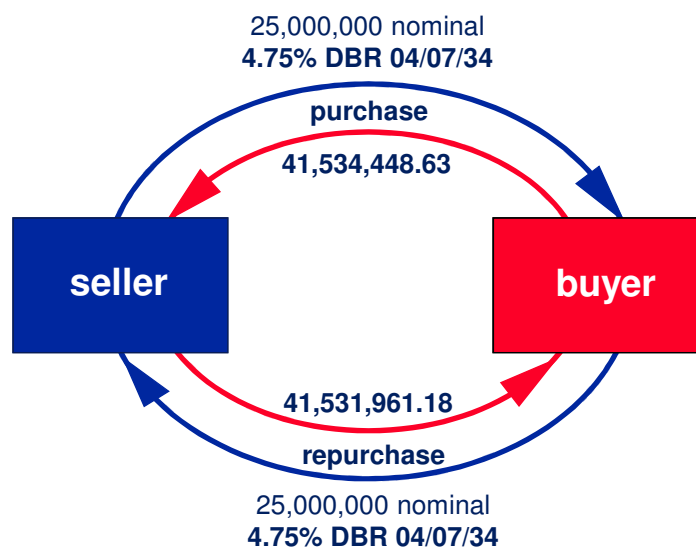 25,000,000 nominal
4.75% DBR 04/07/34
purchase
41,534,448.63
seller
buyer
41,531,961.18
repurchase
25,000,000 nominal
4.75% DBR 04/07/34